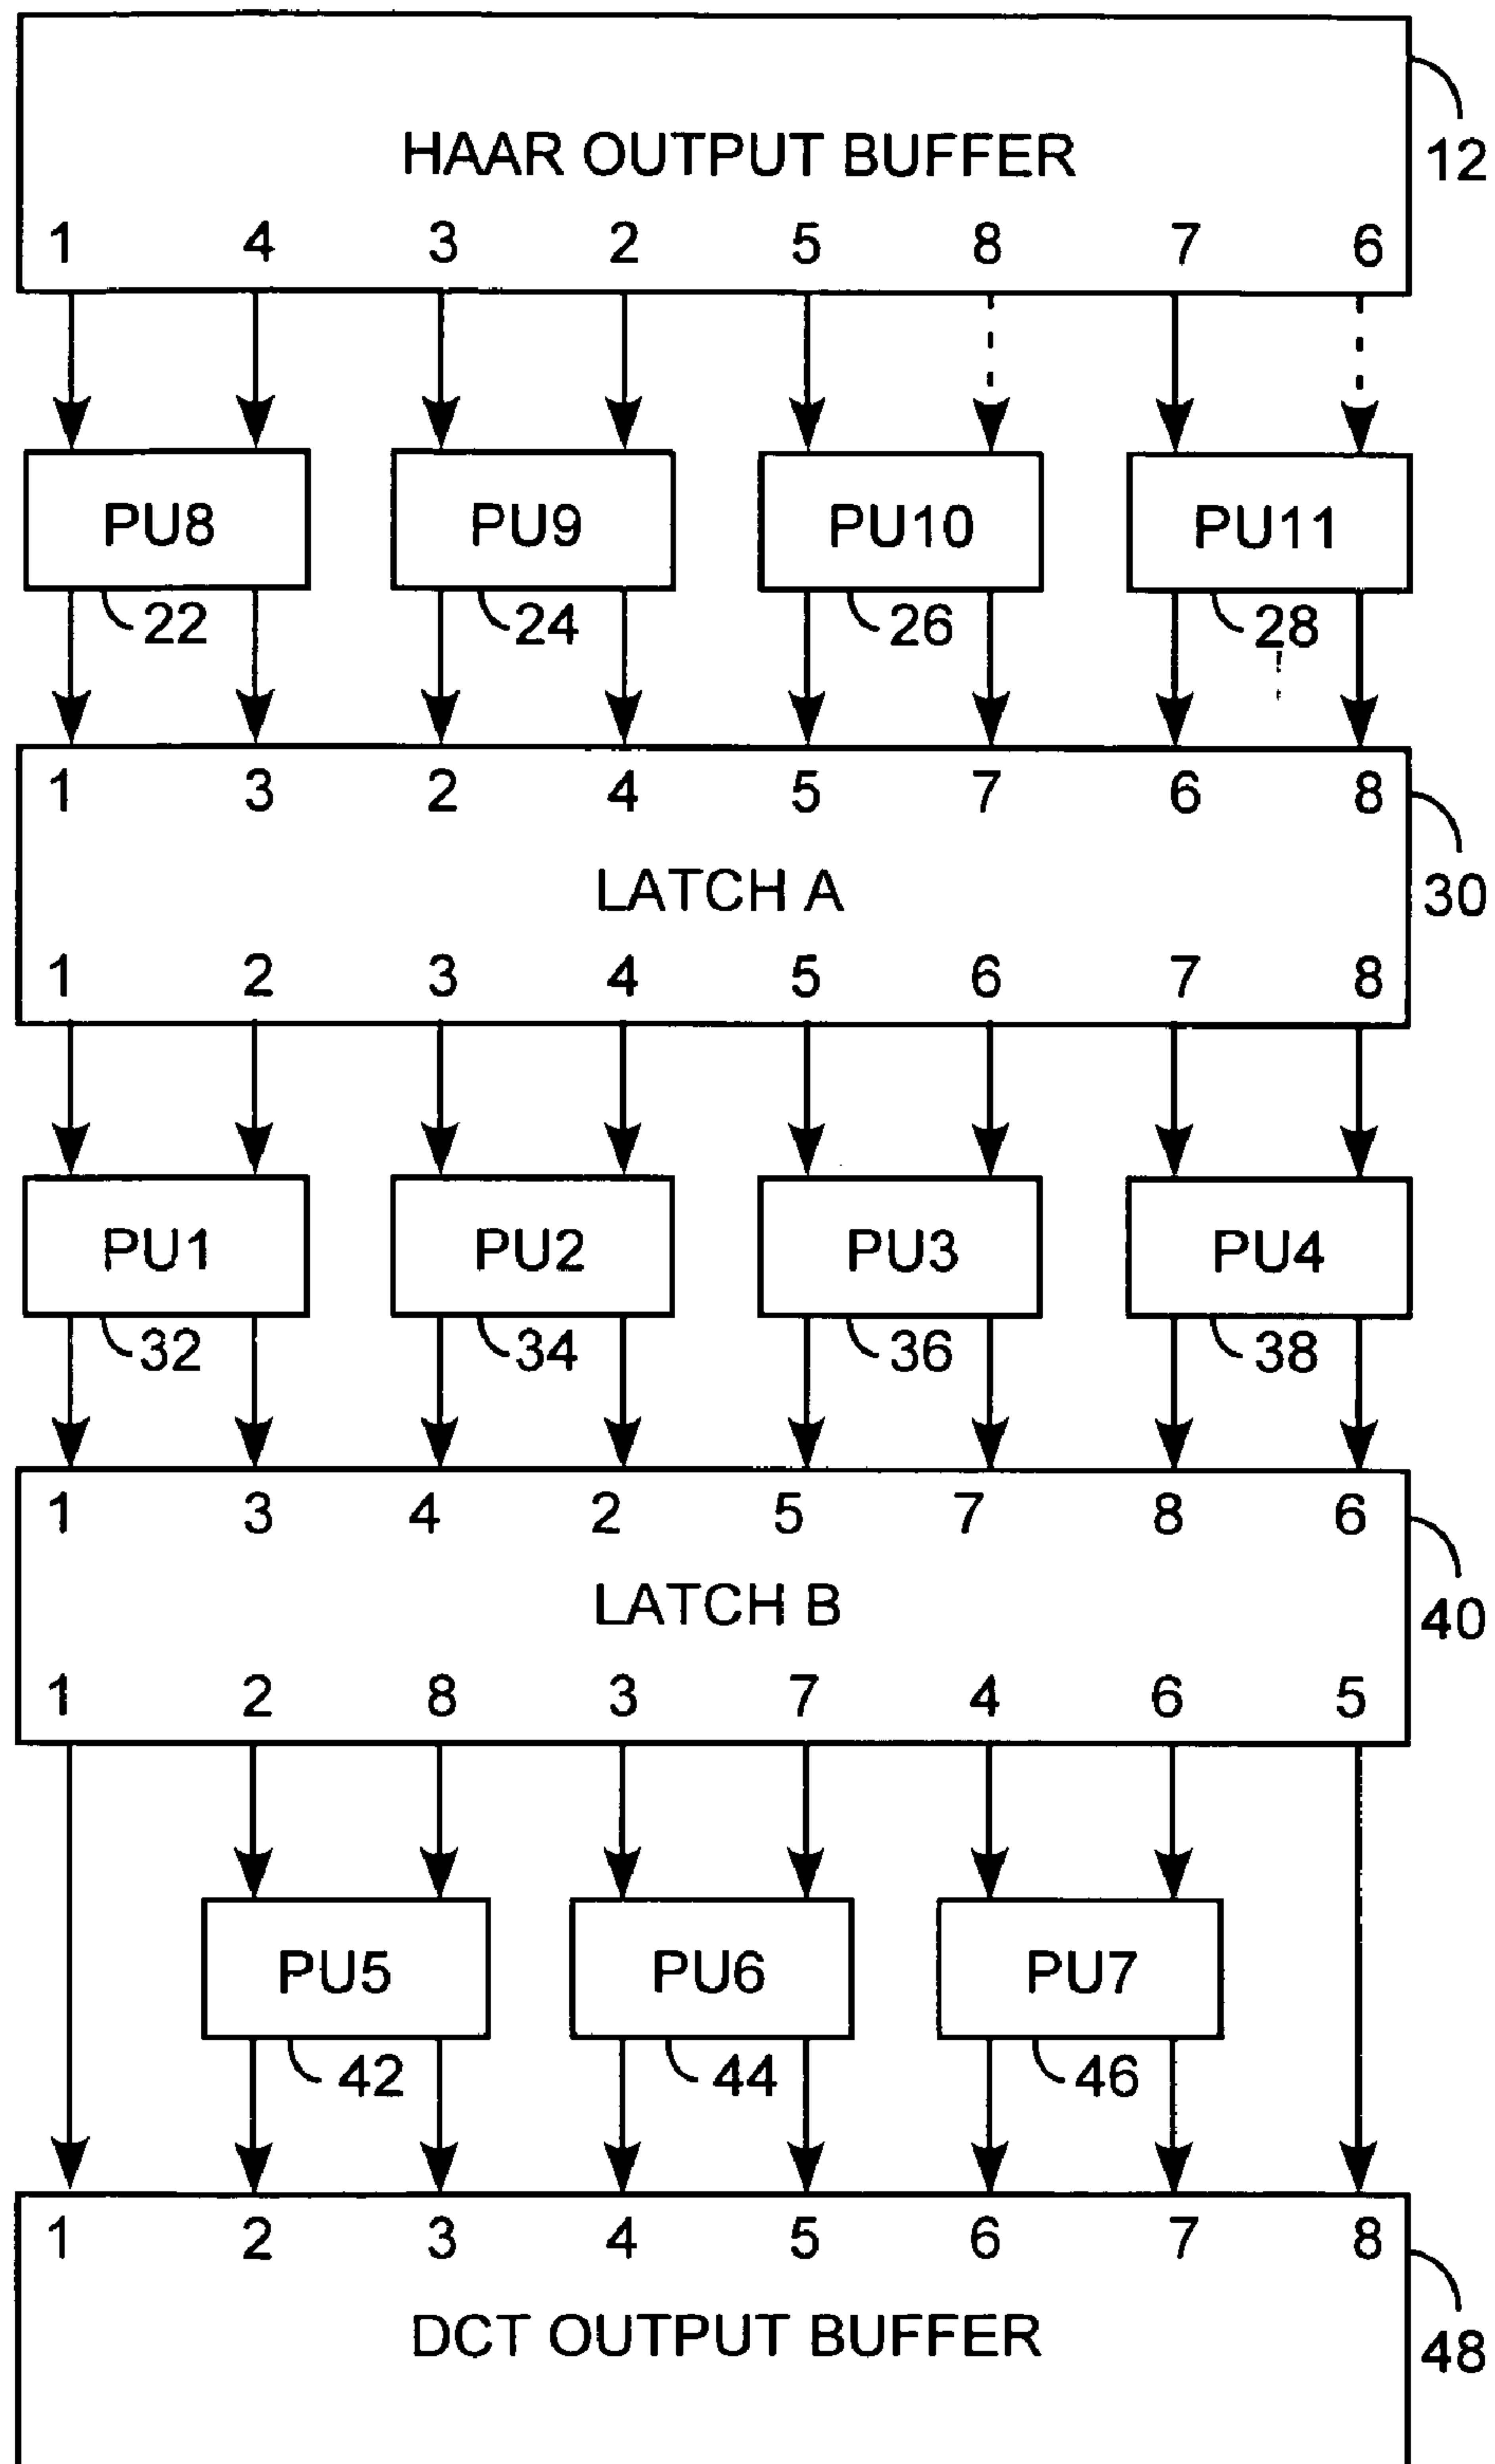 HAAR OUTPUT BUFFER
12
1 4 3 2 5 8 7 6
PU8 PU9 PU10 PU11
22 24 26 28
1 3 2 4 5 7 6 8
LATCH A
30
1 2 3 4 5 6 7 8
PU1 PU2 PU3 PU4
32 34 36 38
1 3 4 2 5 7 8 6
LATCH B
40
1 2 8 3 7 4 6 5
PU5 PU6 PU7
42 44 46
1 2 3 4 5 6 7 8
DCT OUTPUT BUFFER
48